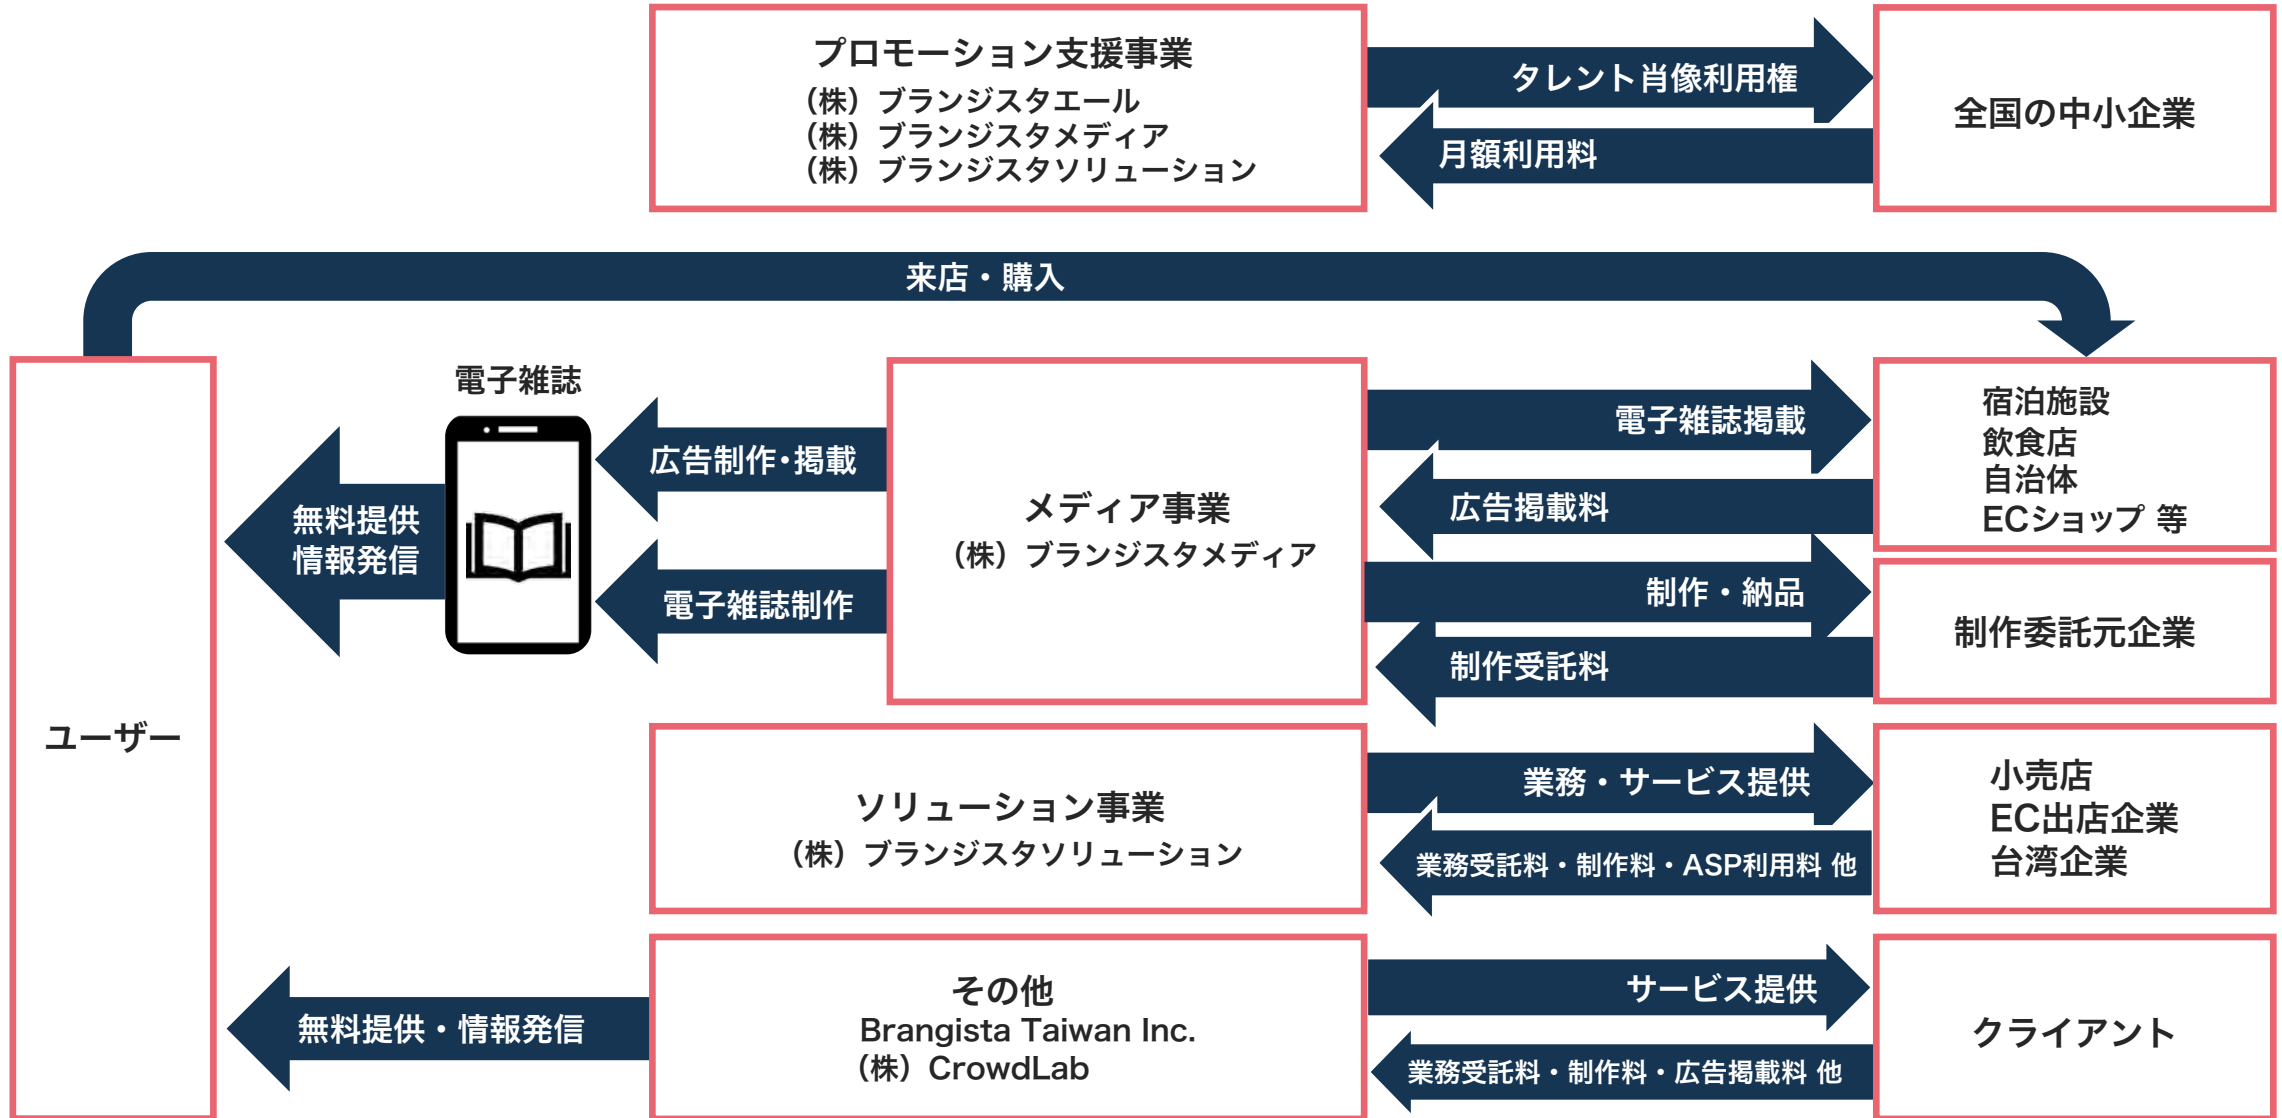 プロモーション支援事業
（株）ブランジスタエール
（株）ブランジスタメディア
（株）ブランジスタソリューション
タレント肖像利用権
月額利用料
全国の中小企業
来店・購入
ユーザー
電子雑誌
無料提供
情報発信
広告制作・掲載
電子雑誌制作
メディア事業
（株）ブランジスタメディア
電子雑誌掲載
広告掲載料
制作・納品
制作受託料
宿泊施設
飲食店
自治体
ECショップ 等
制作委託元企業
ソリューション事業
（株）ブランジスタソリューション
業務・サービス提供
業務受託料・制作料・ASP利用料 他
小売店
EC出店企業
台湾企業
無料提供・情報発信
その他
Brangista Taiwan Inc.
（株）CrowdLab
サービス提供
業務受託料・制作料・広告掲載料 他
クライアント